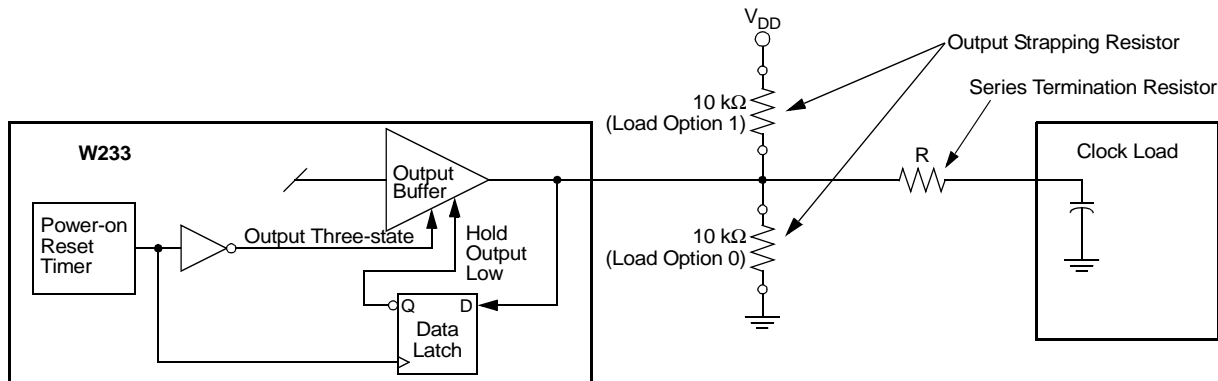 V_DD
Output Strapping Resistor
10 kΩ
(Load Option 1)
Series Termination Resistor
W233
Output
Buffer
R
Clock Load
Power-on
Reset
Timer
Output Three-state
Hold
Output
Low
10 kΩ
(Load Option 0)
Q
D
Data
Latch